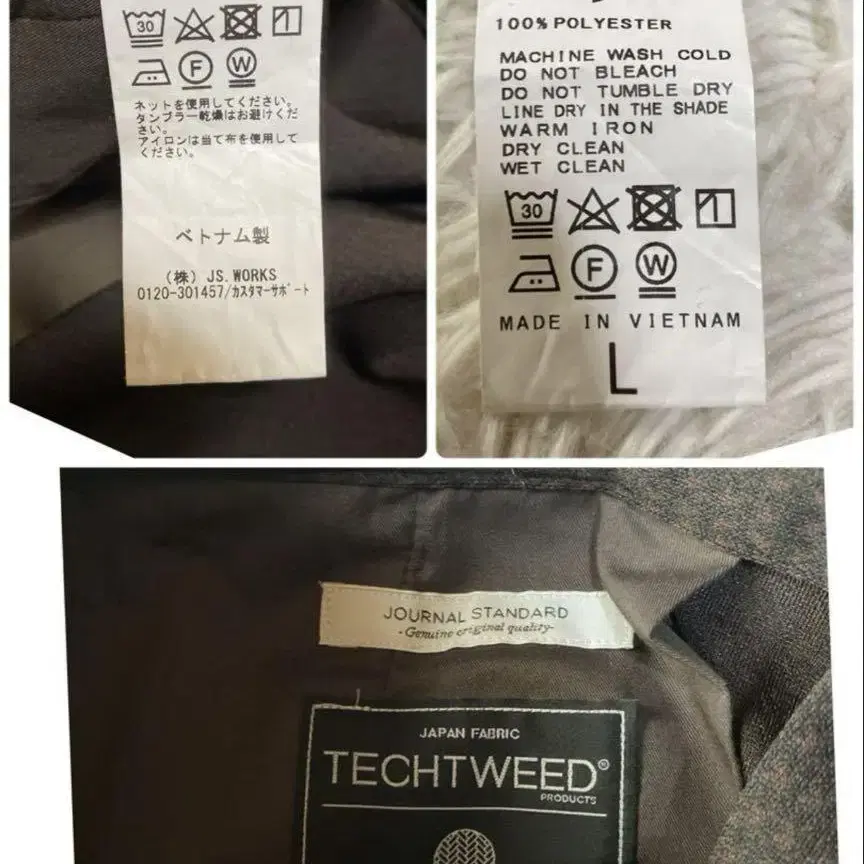 30
F
W
ネットを使用してください。
タンブラー乾燥はお避けくだ
さい。
アイロンは当て布を使用して
ください。
ベトナム製
(株) JS.WORKS
0120-301457/カスタマーサポート
100% POLYESTER
MACHINE WASH COLD
DO NOT BLEACH
DO NOT TUMBLE DRY
LINE DRY IN THE SHADE
WARM IRON
DRY CLEAN
WET CLEAN
30
F
W
MADE IN VIETNAM
L
JOURNAL STANDARD
-Genuine original quality-
JAPAN FABRIC
TECHTWEED®
PRODUCTS